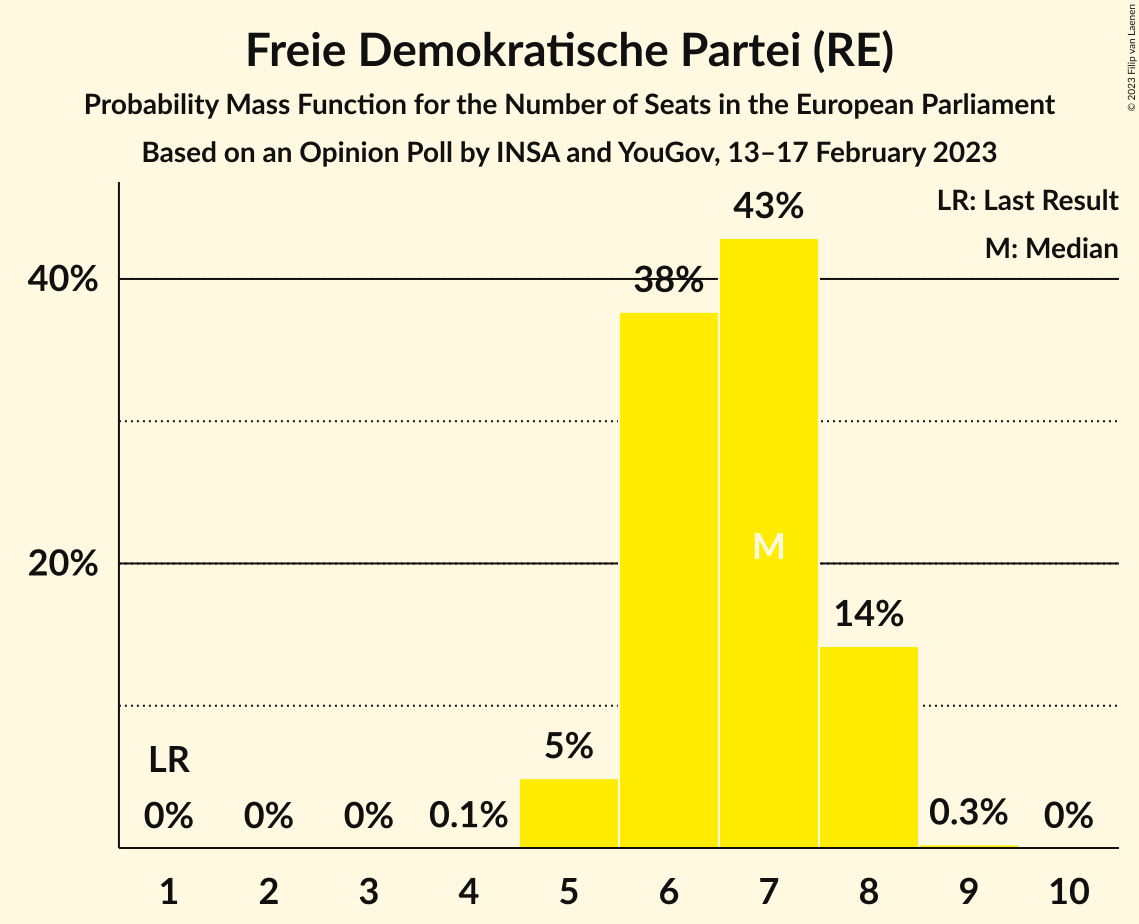 Freie Demokratische Partei (RE)
Probability Mass Function for the Number of Seats in the European Parliament
Based on an Opinion Poll by INSA and YouGov, 13–17 February 2023
© 2023 Filip van Laenen
LR: Last Result
M: Median
43%
40%
38%
M
20%
14%
5%
LR
0%
0%
0%
0.1%
0.3%
0%
1
2
3
4
5
6
7
8
9
10